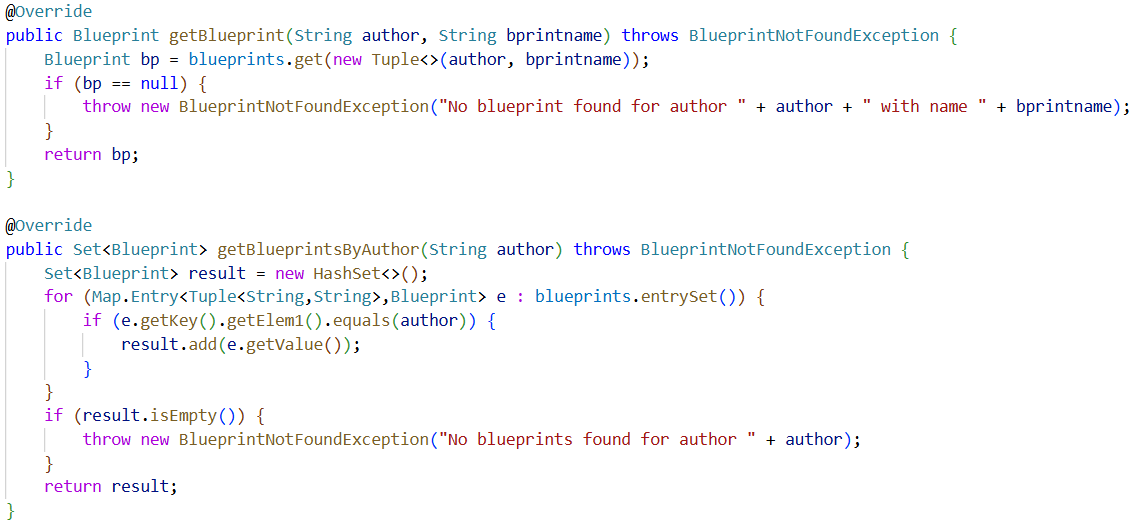 @Override
public Blueprint getBlueprint(String author, String bprintname) throws BlueprintNotFoundException {
    Blueprint bp = blueprints.get(new Tuple<>(author, bprintname));
    if (bp == null) {
        throw new BlueprintNotFoundException("No blueprint found for author " + author + " with name " + bprintname);
    }
    return bp;
}

@Override
public Set<Blueprint> getBlueprintsByAuthor(String author) throws BlueprintNotFoundException {
    Set<Blueprint> result = new HashSet<>();
    for (Map.Entry<Tuple<String,String>,Blueprint> e : blueprints.entrySet()) {
        if (e.getKey().getElem1().equals(author)) {
            result.add(e.getValue());
        }
    }
    if (result.isEmpty()) {
        throw new BlueprintNotFoundException("No blueprints found for author " + author);
    }
    return result;
}